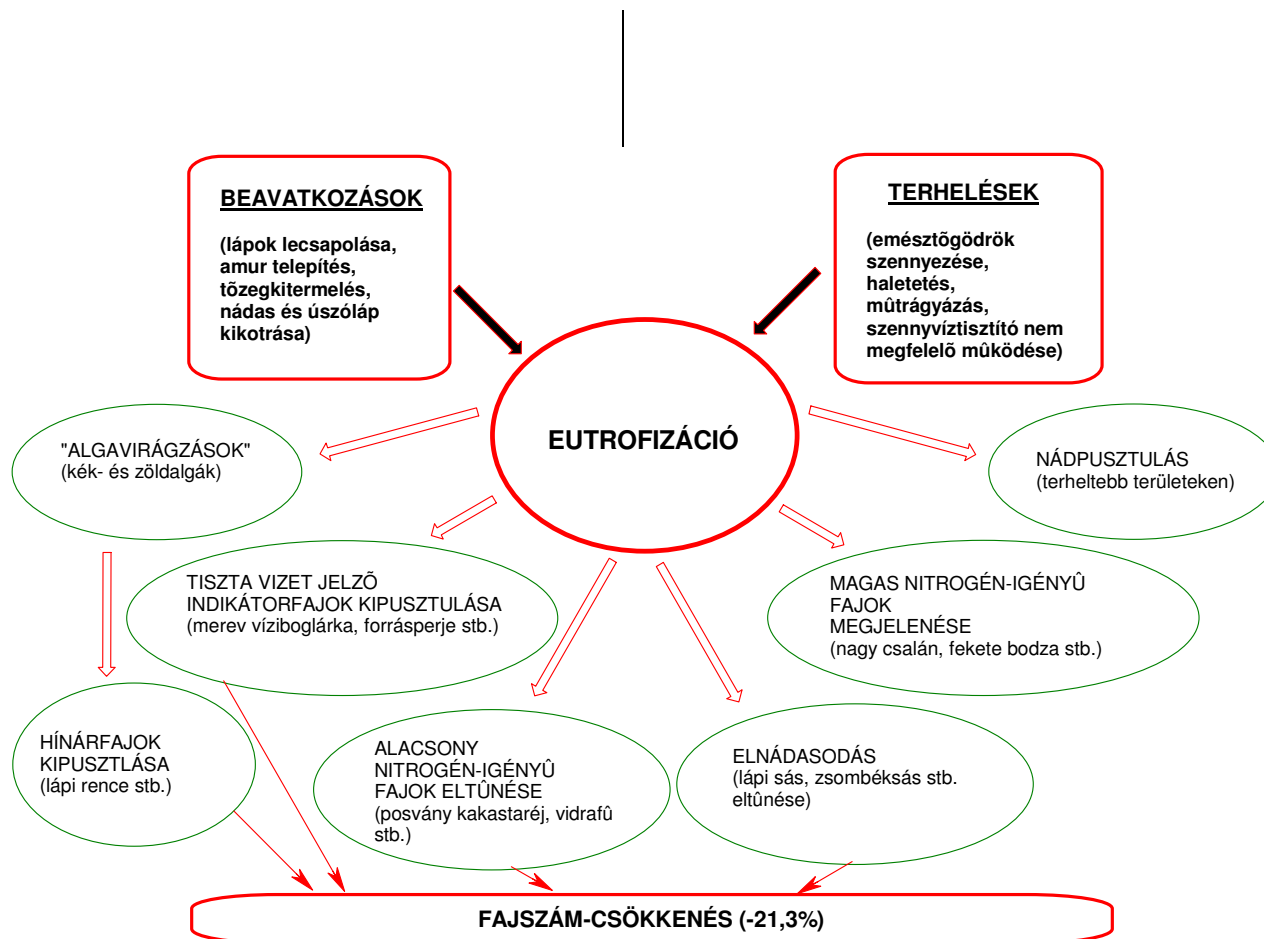 BEAVATKOZÁSOK
(lápok lecsapolása,
amur telepítés,
tõzegkitermelés,
nádas és úszóláp
kikotrása)
TERHELÉSEK
(emésztõgödrök
szennyezése,
haletetés,
mûtrágyázás,
szennyvíztisztító nem
megfelelõ mûködése)
EUTROFIZÁCIÓ
"ALGAVIRÁGZÁSOK"
(kék- és zöldalgák)
NÁDPUSZTULÁS
(terheltebb területeken)
TISZTA VIZET JELZÕ
INDIKÁTORFAJOK KIPUSZTULÁSA
(merev víziboglárka, forrásperje stb.)
MAGAS NITROGÉN-IGÉNYÛ
FAJOK
MEGJELENÉSE
(nagy csalán, fekete bodza stb.)
HÍNÁRFAJOK
KIPUSZTLÁSA
(lápi rence stb.)
ALACSONY
NITROGÉN-IGÉNYÛ
FAJOK ELTÛNÉSE
(posvány kakastaréj, vidrafû
stb.)
ELNÁDASODÁS
(lápi sás, zsombéksás stb.
eltûnése)
FAJSZÁM-CSÖKKENÉS (-21,3%)